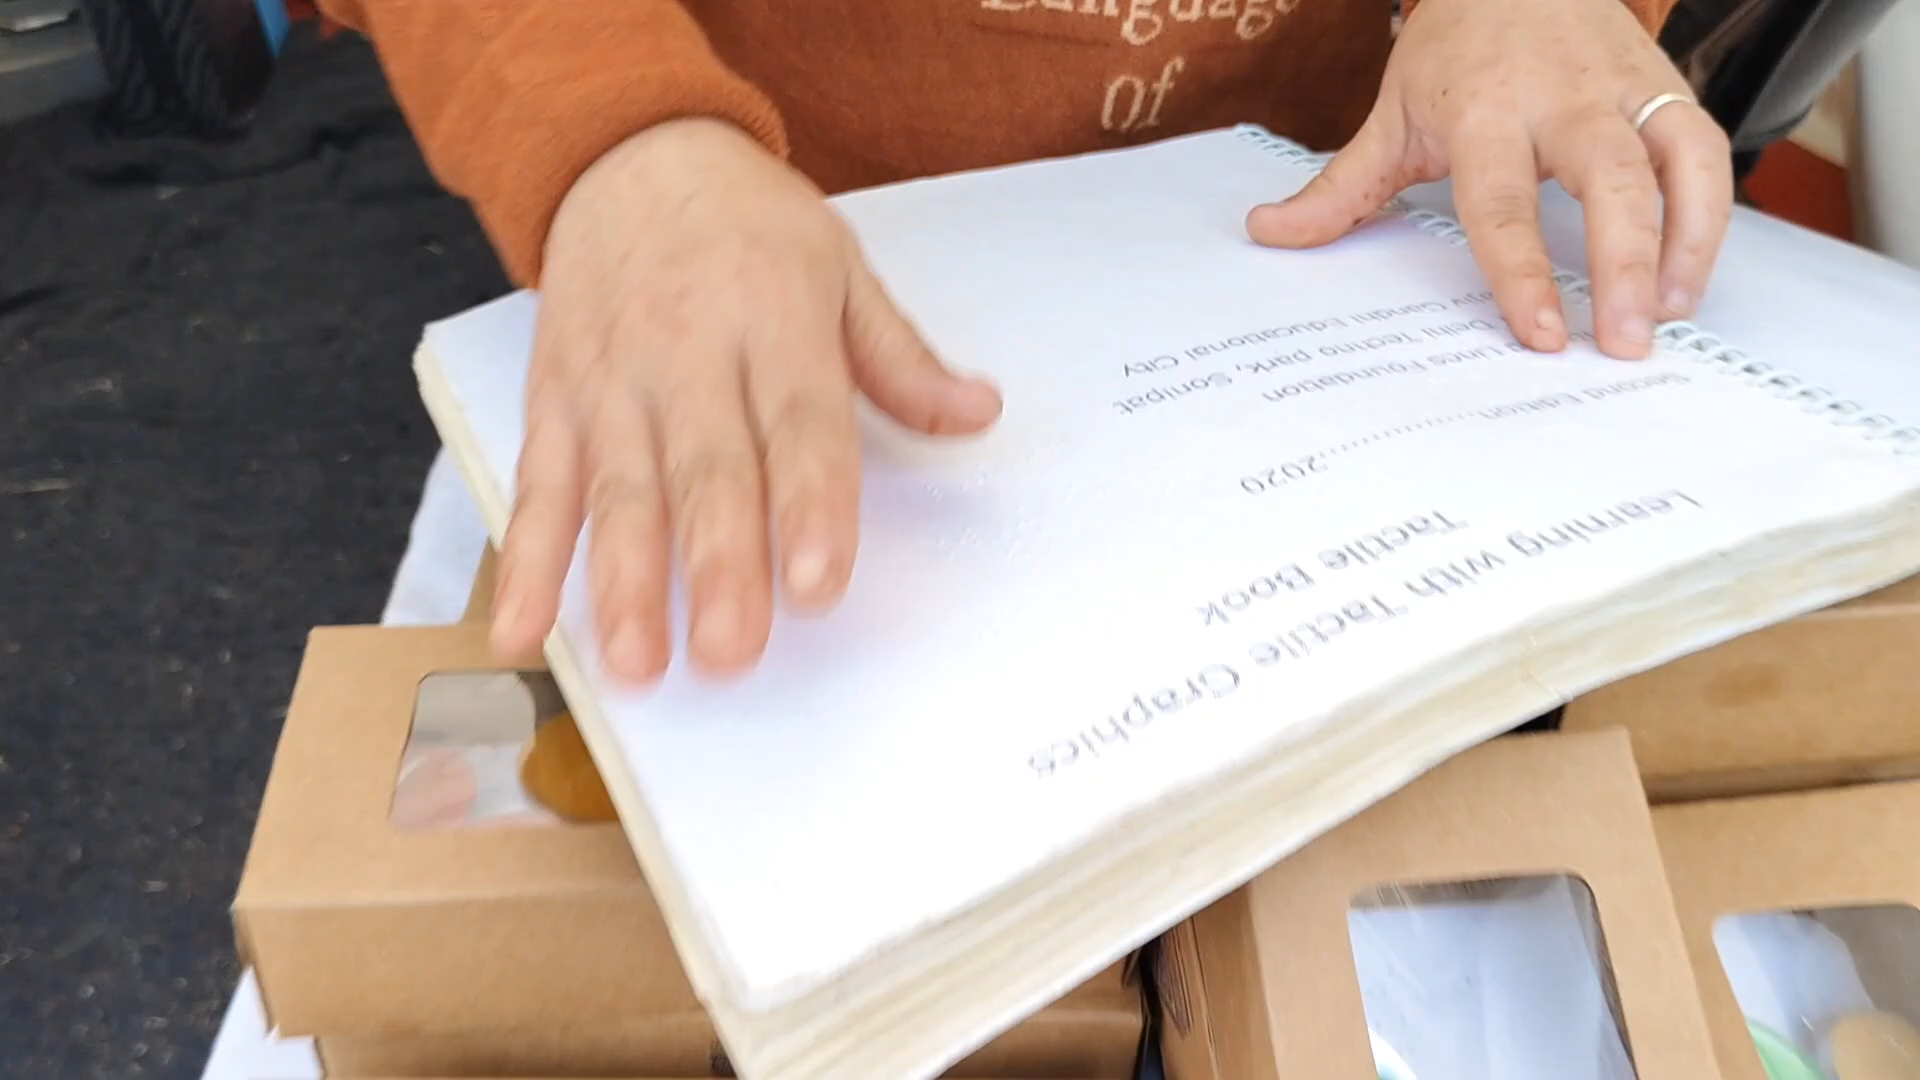 Language
of
Learning with Tactile Graphics
Tactile Book
Second Edition..............2020
Lines Foundation
Delhi Techno park, Sonipat
Gandhi Educational City